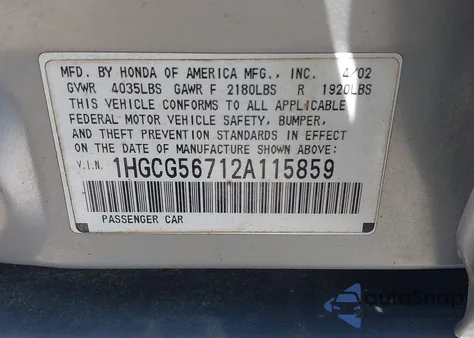 MFD. BY HONDA OF AMERICA MFG., INC. 4/02
GVWR 4035LBS GAWR F 2180LBS R 1920LBS
THIS VEHICLE CONFORMS TO ALL APPLICABLE
FEDERAL MOTOR VEHICLE SAFETY, BUMPER,
AND THEFT PREVENTION STANDARDS IN EFFECT
ON THE DATE OF MANUFACTURE SHOWN ABOVE:
V.I.N. 1HGCG56712A115859
PASSENGER CAR
AutoSnap